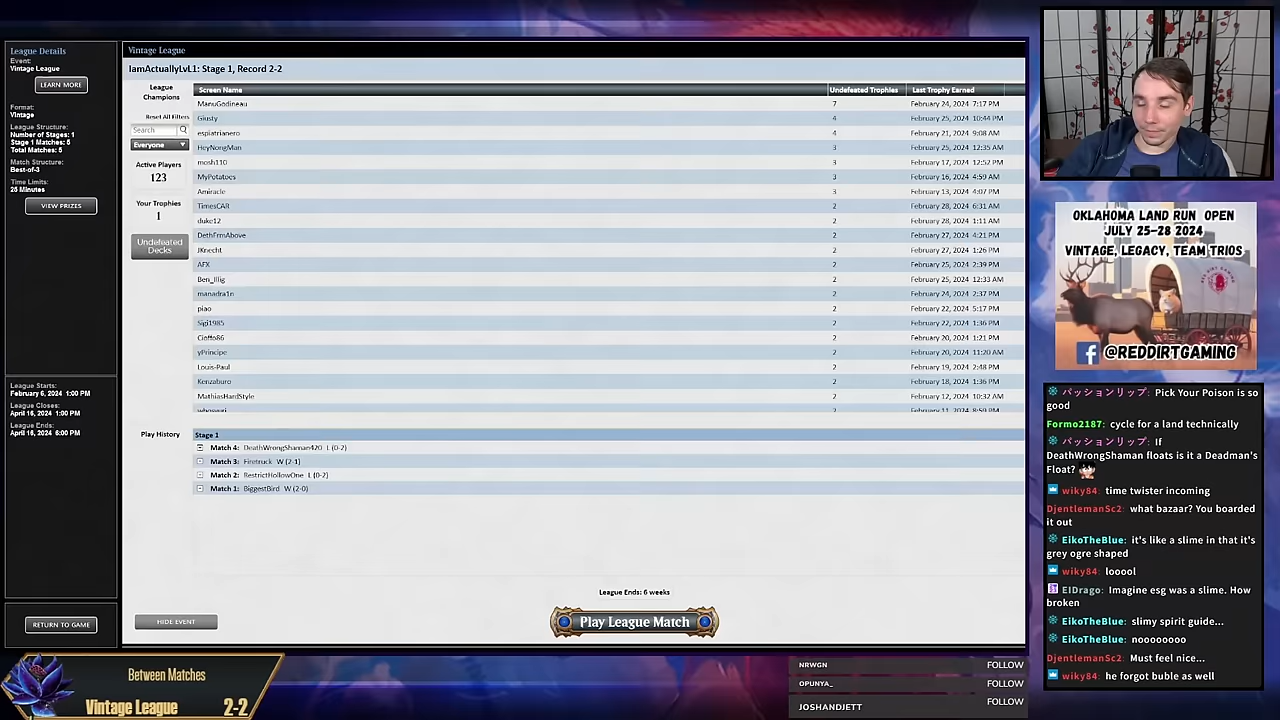 League Details
Event:
Vintage League
LEARN MORE
Format:
Vintage
League Structure:
Number of Stages: 1
Stage 1 Matches: 5
Total Matches: 5
Match Structure:
Best-of-3
Time Limits:
25 Minutes
VIEW PRIZES
League Starts:
February 6, 2024 1:00 PM
League Closes:
April 16, 2024 1:00 PM
League Ends:
April 16, 2024 6:00 PM
RETURN TO GAME
Vintage League
IamActuallyLvL1: Stage 1, Record 2-2
League
Champions
Reset All Filters
Search
Everyone
Active Players
123
Your Trophies
1
Undefeated
Decks
Screen Name Undefeated Trophies Last Trophy Earned
ManuGodineau 7 February 24, 2024 7:17 PM
Giusty 4 February 25, 2024 10:44 PM
espiatrianero 4 February 21, 2024 9:08 AM
HeyNongMan 3 February 25, 2024 12:35 AM
mosh110 3 February 17, 2024 12:52 PM
MyPotatoes 3 February 16, 2024 4:59 AM
Amiracle 3 February 13, 2024 4:07 PM
TimesCAR 2 February 28, 2024 6:31 AM
duke12 2 February 28, 2024 1:11 AM
DethFrmAbove 2 February 27, 2024 4:21 PM
JKnecht 2 February 27, 2024 1:26 PM
AFX 2 February 25, 2024 2:39 PM
Ben_Illig 2 February 25, 2024 12:33 AM
manadra1n 2 February 24, 2024 2:37 PM
piao 2 February 22, 2024 5:17 PM
Sigi1985 2 February 22, 2024 1:36 PM
Ciotto86 2 February 20, 2024 1:21 PM
yPrincipe 2 February 20, 2024 11:20 AM
Louis-Paul 2 February 19, 2024 2:48 PM
Kenzaburo 2 February 18, 2024 1:36 PM
MathiasHardStyle 2 February 12, 2024 10:32 AM
2 February 11, 2024 8:59 PM
Play History
Stage 1
Match 4: DeathWrongShaman420 L (0-2)
Match 3: Firetruck W (2-1)
Match 2: RestrictHollowOne L (0-2)
Match 1: BiggestBird W (2-0)
League Ends: 6 weeks
HIDE EVENT
Play League Match
Between Matches
Vintage League 2-2
NRWGN FOLLOW
OPUNYA_ FOLLOW
JOSHANDJETT FOLLOW
OKLAHOMA LAND RUN OPEN
JULY 25-28 2024
VINTAGE, LEGACY, TEAM TRIOS
@REDDIRTGAMING
パッションリップ: Pick Your Poison is so
good
Formo2187: cycle for a land technically
パッションリップ: If
DeathWrongShaman floats is it a Deadman's
Float?
wiky84: time twister incoming
DjentlemanSc2: what bazaar? You boarded
it out
EikoTheBlue: it's like a slime in that it's
grey ogre shaped
wiky84: looool
ElDrago: Imagine esg was a slime. How
broken
EikoTheBlue: slimy spirit guide...
EikoTheBlue: noooooooo
DjentlemanSc2: Must feel nice...
wiky84: he forgot buble as well